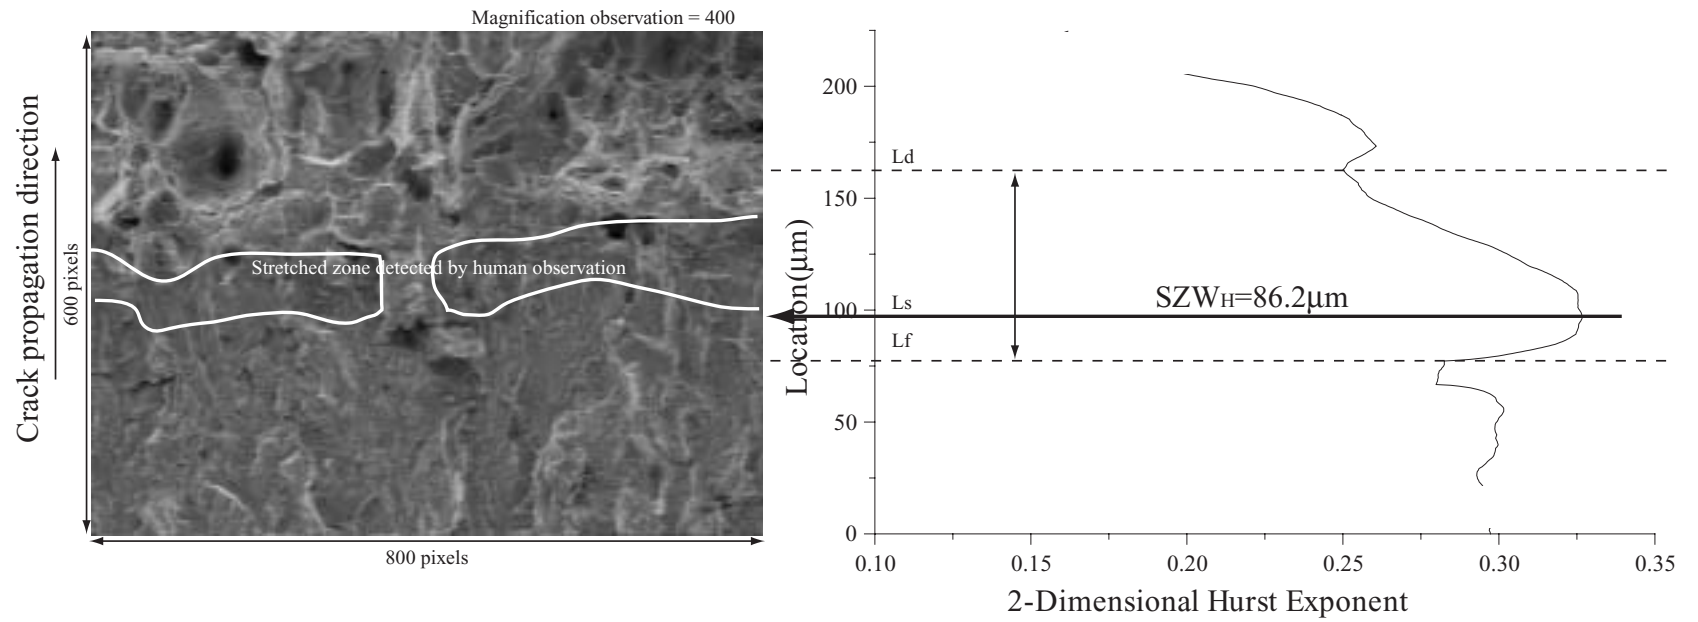 Magnification observation = 400
Crack propagation direction
600 pixels
Stretched zone detected by human observation
800 pixels
Location(μm)
200
150
100
50
0
Ld
Ls
Lf
SZWH=86.2μm
0.10 0.15 0.20 0.25 0.30 0.35
2-Dimensional Hurst Exponent